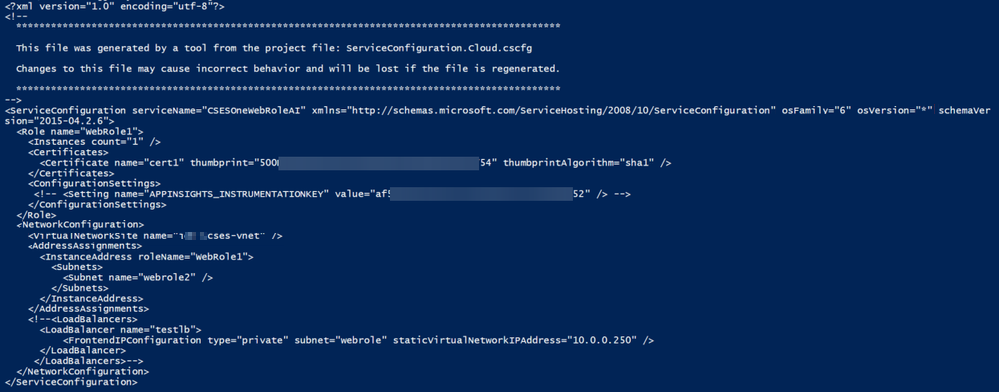 <?xml version="1.0" encoding="utf-8"?>
<!--
***********************************************************************************************
This file was generated by a tool from the project file: ServiceConfiguration.Cloud.cscfg
Changes to this file may cause incorrect behavior and will be lost if the file is regenerated.
***********************************************************************************************
-->
<ServiceConfiguration serviceName="CSESOneWebRoleAI" xmlns="http://schemas.microsoft.com/ServiceHosting/2008/10/ServiceConfiguration" osFamily="6" osVersion="*" schemaVer
sion="2015-04.2.6">
<Role name="WebRole1">
<Instances count="1" />
<Certificates>
<Certificate name="cert1" thumbprint="500 54" thumbprintAlgorithm="sha1" />
</Certificates>
<ConfigurationSettings>
<!-- <Setting name="APPINSIGHTS_INSTRUMENTATIONKEY" value="af5 52" /> -->
</ConfigurationSettings>
</Role>
<NetworkConfiguration>
<VirtualNetworkSite name=" cses-vnet" />
<AddressAssignments>
<InstanceAddress roleName="WebRole1">
<Subnets>
<Subnet name="webrole2" />
</Subnets>
</InstanceAddress>
</AddressAssignments>
<!--<LoadBalancers>
<LoadBalancer name="testlb">
<FrontendIPConfiguration type="private" subnet="webrole" staticVirtualNetworkIPAddress="10.0.0.250" />
</LoadBalancer>
</LoadBalancers>-->
</NetworkConfiguration>
</ServiceConfiguration>